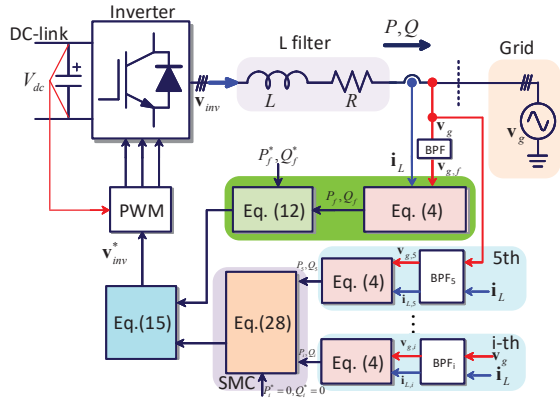 Inverter
DC-link
L filter
P, Q
Grid
V_dc
+
v_inv
L
R
v_g
v_g
BPF
i_L
v_g,f
P_f^*, Q_f^*
PWM
Eq. (12)
P_f, Q_f
Eq. (4)
v_inv^*
5th
P_5, Q_5
Eq. (4)
v_g,5
i_L,5
BPF_5
i_L
Eq.(15)
Eq.(28)
i-th
P_i, Q_i
Eq. (4)
v_g,i
i_L,i
BPF_i
v_g
i_L
SMC
P_i^*=0, Q_i^*=0